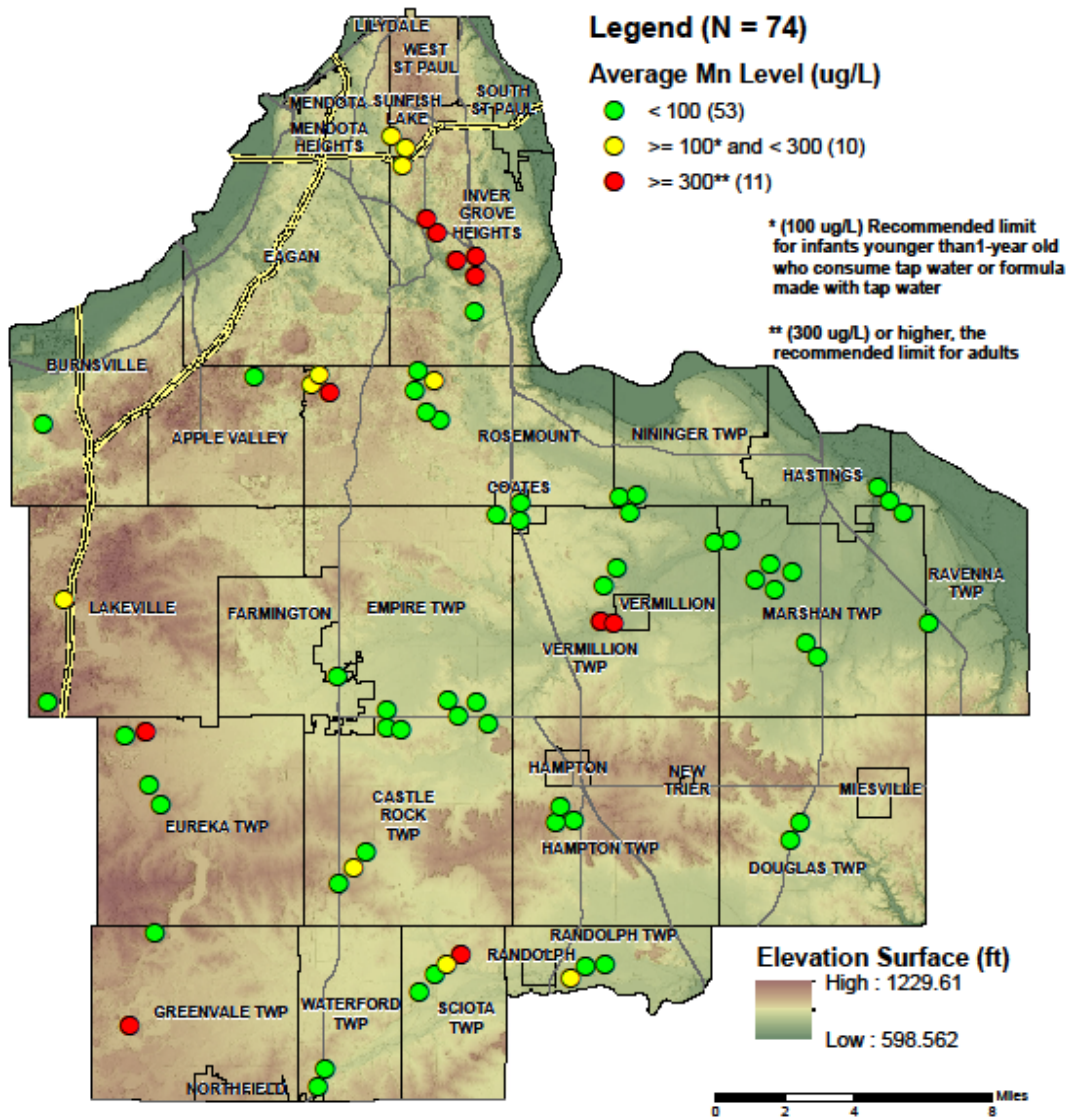 Legend (N = 74)
Average Mn Level (ug/L)
< 100 (53)
>= 100* and < 300 (10)
>= 300** (11)
* (100 ug/L) Recommended limit
for infants younger than1-year old
who consume tap water or formula
made with tap water
** (300 ug/L) or higher, the
recommended limit for adults
LILYDALE
WEST
ST PAUL
SOUTH
ST PAUL
MENDOTA
SUNFISH
LAKE
MENDOTA
HEIGHTS
INVER
GROVE
HEIGHTS
EAGAN
BURNSVILLE
APPLE VALLEY
ROSEMOUNT
NININGER TWP
HASTINGS
COATES
LAKEVILLE
FARMINGTON
EMPIRE TWP
VERMILLION
VERMILLION
TWP
MARSHAN TWP
RAVENNA
TWP
HAMPTON
NEW
TRIER
MIESVILLE
EUREKA TWP
CASTLE
ROCK
TWP
HAMPTON TWP
DOUGLAS TWP
RANDOLPH TWP
RANDOLPH
GREENVALE TWP
WATERFORD
TWP
SCIOTA
TWP
NORTHFIELD
Elevation Surface (ft)
High : 1229.61
Low : 598.562
Miles
0 2 4 8